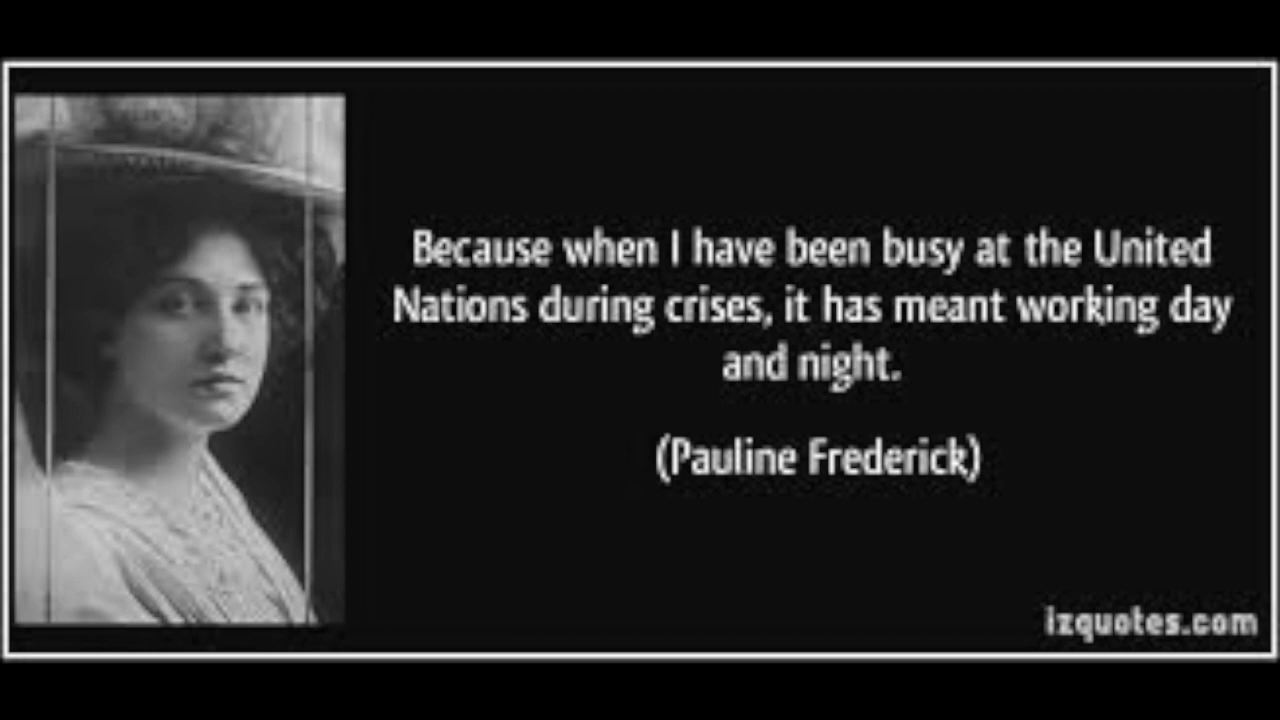 Because when I have been busy at the United
Nations during crises, it has meant working day
and night.
(Pauline Frederick)
izquotes.com